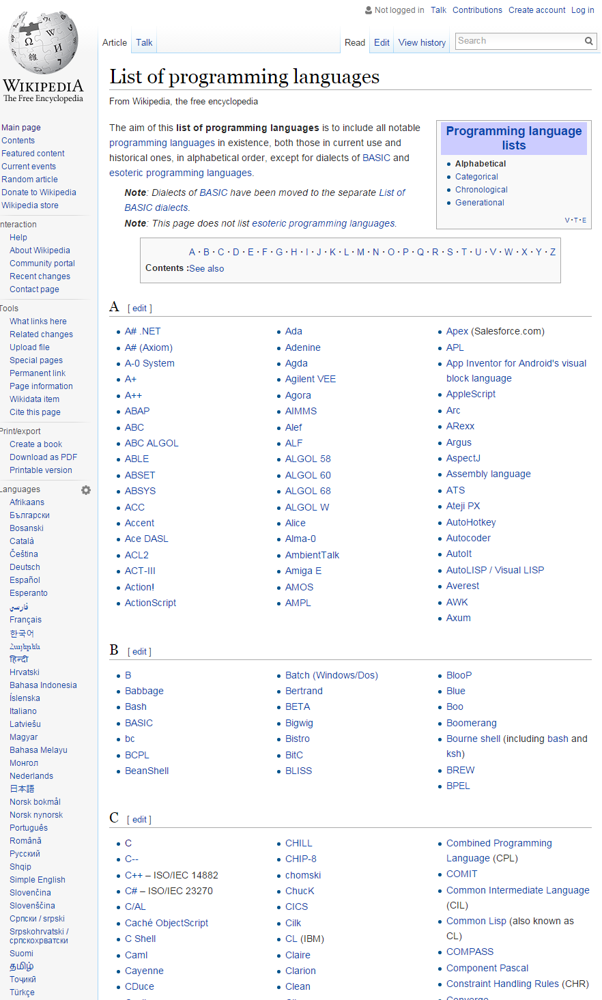 Not logged in Talk Contributions Create account Log in
Article Talk Read Edit View history Search
WIKIPEDIA
The Free Encyclopedia
Main page
Contents
Featured content
Current events
Random article
Donate to Wikipedia
Wikipedia store
Interaction
Help
About Wikipedia
Community portal
Recent changes
Contact page
Tools
What links here
Related changes
Upload file
Special pages
Permanent link
Page information
Wikidata item
Cite this page
Print/export
Create a book
Download as PDF
Printable version
Languages
Afrikaans
Български
Bosanski
Català
Čeština
Deutsch
Español
Esperanto
فارسی
Français
한국어
Հայերեն
हिन्दी
Hrvatski
Bahasa Indonesia
Íslenska
Italiano
Latviešu
Magyar
Bahasa Melayu
Монгол
Nederlands
日本語
Norsk bokmål
Norsk nynorsk
Português
Română
Русский
Shqip
Simple English
Slovenčina
Slovenščina
Српски / srpski
Srpskohrvatski /
српскохрватски
Suomi
தமிழ்
Тоҷикӣ
Türkçe
List of programming languages
From Wikipedia, the free encyclopedia
The aim of this list of programming languages is to include all notable
programming languages in existence, both those in current use and
historical ones, in alphabetical order, except for dialects of BASIC and
esoteric programming languages.
Note: Dialects of BASIC have been moved to the separate List of
BASIC dialects.
Note: This page does not list esoteric programming languages.
Programming language
lists
Alphabetical
Categorical
Chronological
Generational
V · T · E
A · B · C · D · E · F · G · H · I · J · K · L · M · N · O · P · Q · R · S · T · U · V · W · X · Y · Z
Contents : See also
A [ edit ]
A# .NET
A# (Axiom)
A-0 System
A+
A++
ABAP
ABC
ABC ALGOL
ABLE
ABSET
ABSYS
ACC
Accent
Ace DASL
ACL2
ACT-III
Action!
ActionScript
Ada
Adenine
Agda
Agilent VEE
Agora
AIMMS
Alef
ALF
ALGOL 58
ALGOL 60
ALGOL 68
ALGOL W
Alice
Alma-0
AmbientTalk
Amiga E
AMOS
AMPL
Apex (Salesforce.com)
APL
App Inventor for Android's visual
block language
AppleScript
Arc
ARexx
Argus
AspectJ
Assembly language
ATS
Ateji PX
AutoHotkey
Autocoder
AutoIt
AutoLISP / Visual LISP
Averest
AWK
Axum
B [ edit ]
B
Babbage
Bash
BASIC
bc
BCPL
BeanShell
Batch (Windows/Dos)
Bertrand
BETA
Bigwig
Bistro
BitC
BLISS
BlooP
Blue
Boo
Boomerang
Bourne shell (including bash and
ksh)
BREW
BPEL
C [ edit ]
C
C--
C++ – ISO/IEC 14882
C# – ISO/IEC 23270
C/AL
Caché ObjectScript
C Shell
Caml
Cayenne
CDuce
CHILL
CHIP-8
chomski
ChucK
CICS
Cilk
CL (IBM)
Claire
Clarion
Clean
Combined Programming
Language (CPL)
COMIT
Common Intermediate Language
(CIL)
Common Lisp (also known as
CL)
COMPASS
Component Pascal
Constraint Handling Rules (CHR)
Converge